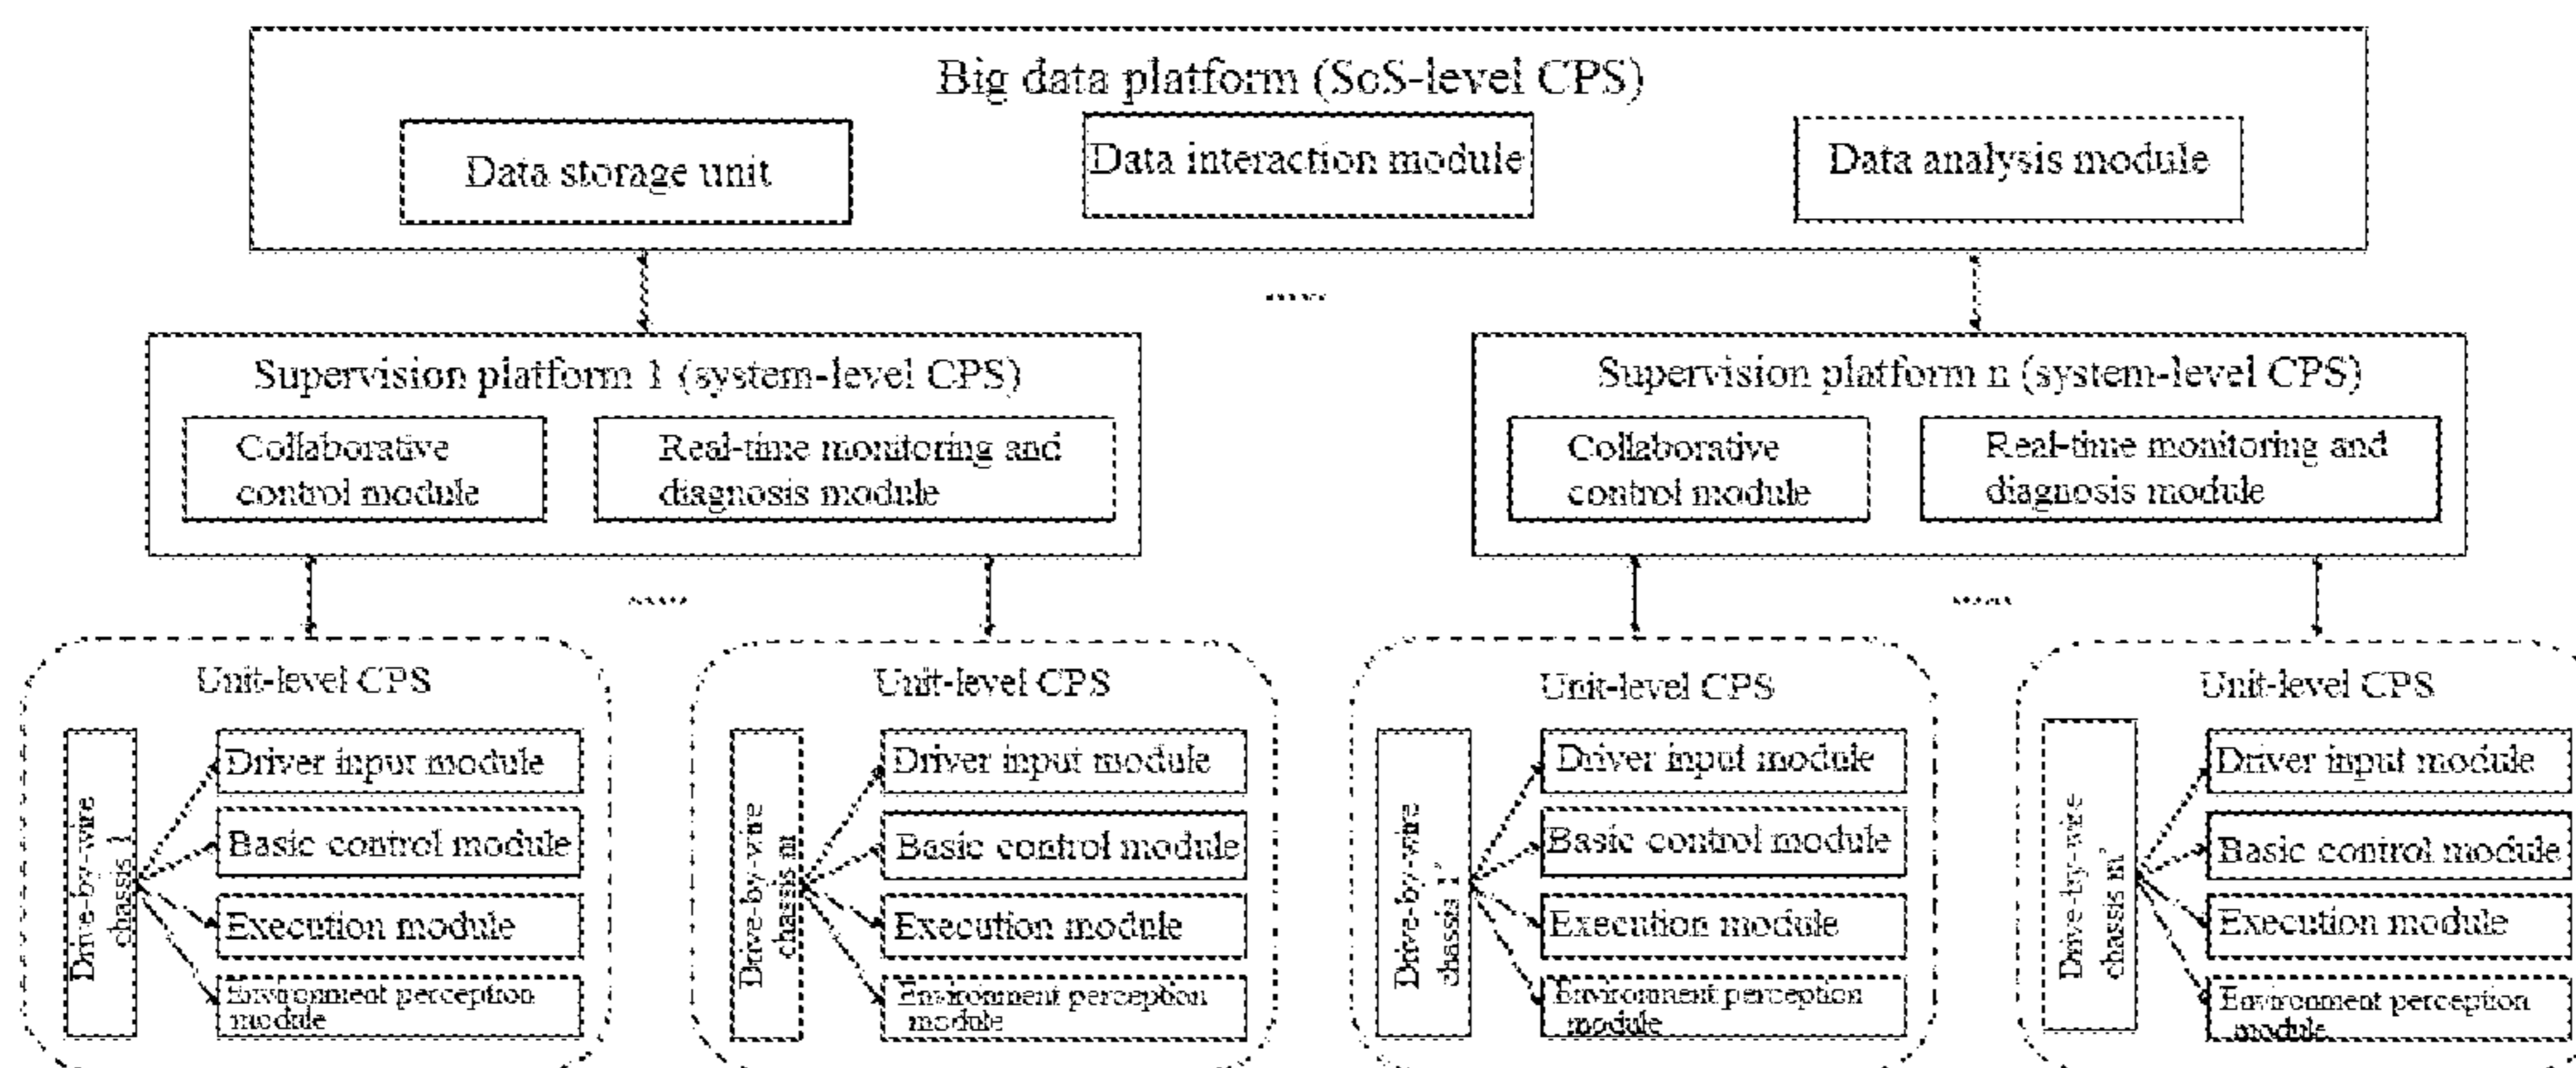 Big data platform (SoS-level CPS)
Data storage unit
Data interaction module
Data analysis module
......
Supervision platform 1 (system-level CPS)
Collaborative
control module
Real-time monitoring and
diagnosis module
Supervision platform n (system-level CPS)
Collaborative
control module
Real-time monitoring and
diagnosis module
......
......
Unit-level CPS
Drive-by-wire
chassis 1
Driver input module
Basic control module
Execution module
Environment perception
module
Unit-level CPS
Drive-by-wire
chassis m
Driver input module
Basic control module
Execution module
Environment perception
module
Unit-level CPS
Drive-by-wire
chassis 1'
Driver input module
Basic control module
Execution module
Environment perception
module
Unit-level CPS
Drive-by-wire
chassis m'
Driver input module
Basic control module
Execution module
Environment perception
module